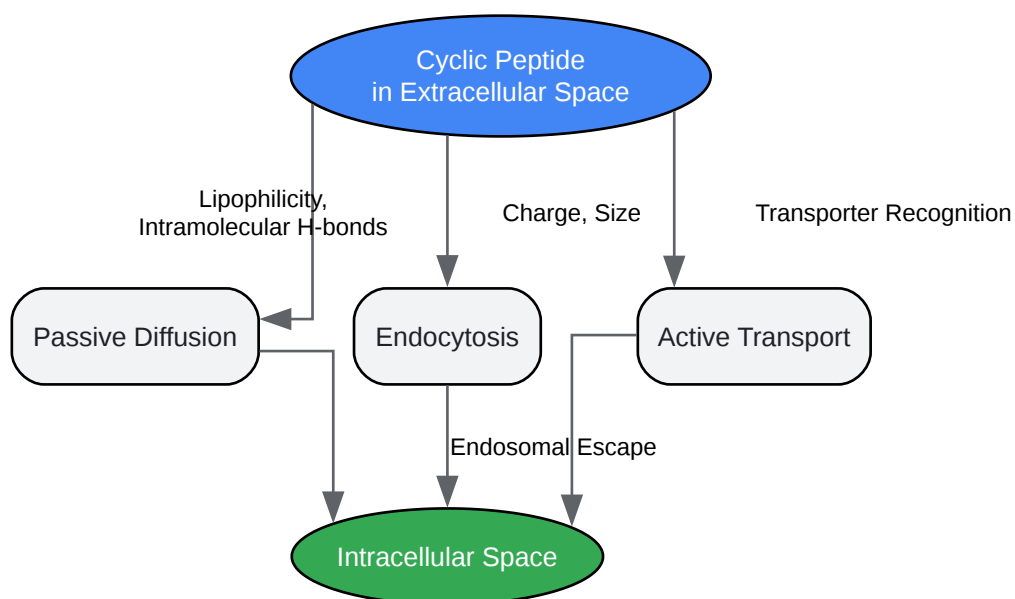 Cyclic Peptide
in Extracellular Space
Lipophilicity,
Intramolecular H-bonds
Charge, Size
Transporter Recognition
Passive Diffusion
Endocytosis
Active Transport
Endosomal Escape
Intracellular Space